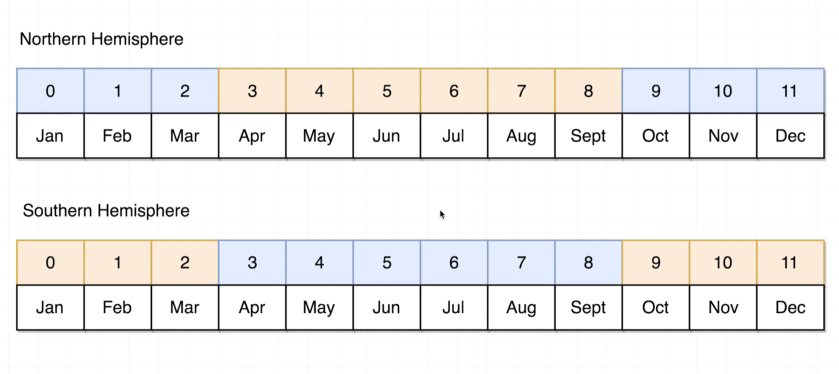 Northern Hemisphere
0 1 2 3 4 5 6 7 8 9 10 11
Jan Feb Mar Apr May Jun Jul Aug Sept Oct Nov Dec
Southern Hemisphere
0 1 2 3 4 5 6 7 8 9 10 11
Jan Feb Mar Apr May Jun Jul Aug Sept Oct Nov Dec